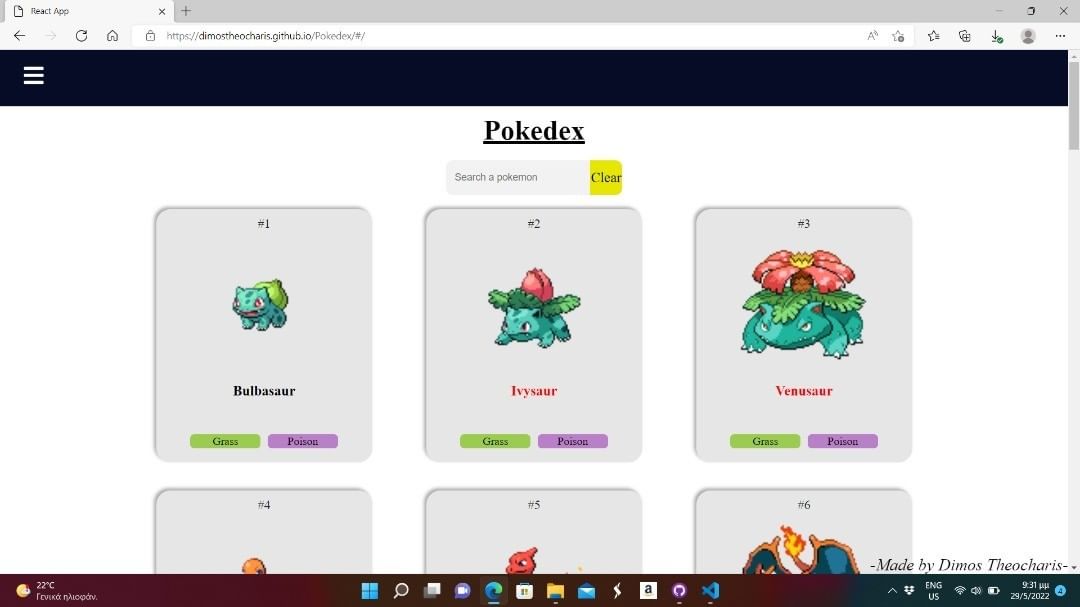 React App
https://dimostheocharis.github.io/Pokedex/#/
Pokedex
Search a pokemon
Clear
#1
#2
#3
Bulbasaur
Ivysaur
Venusaur
Grass
Poison
Grass
Poison
Grass
Poison
#4
#5
#6
-Made by Dimos Theocharis-
22°C
Γενικά ηλιοφάν.
a
ENG
US
9:31 μμ
29/5/2022
4